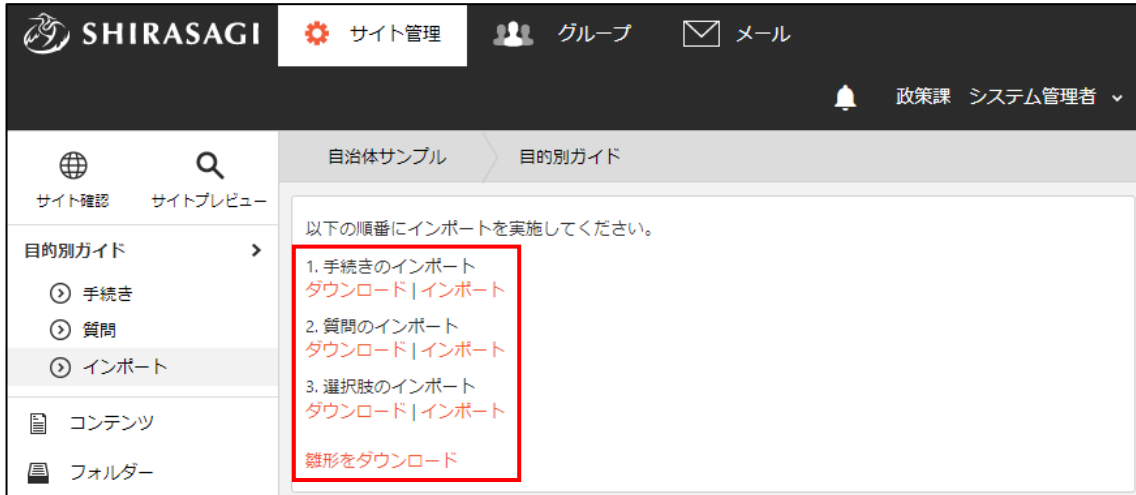 SHIRASAGI サイト管理 グループ メール
政策課 システム管理者
サイト確認 サイトプレビュー
自治体サンプル 目的別ガイド
以下の順番にインポートを実施してください。
目的別ガイド
手続き
質問
インポート
コンテンツ
フォルダー
1. 手続きのインポート
ダウンロード | インポート
2. 質問のインポート
ダウンロード | インポート
3. 選択肢のインポート
ダウンロード | インポート
雛形をダウンロード